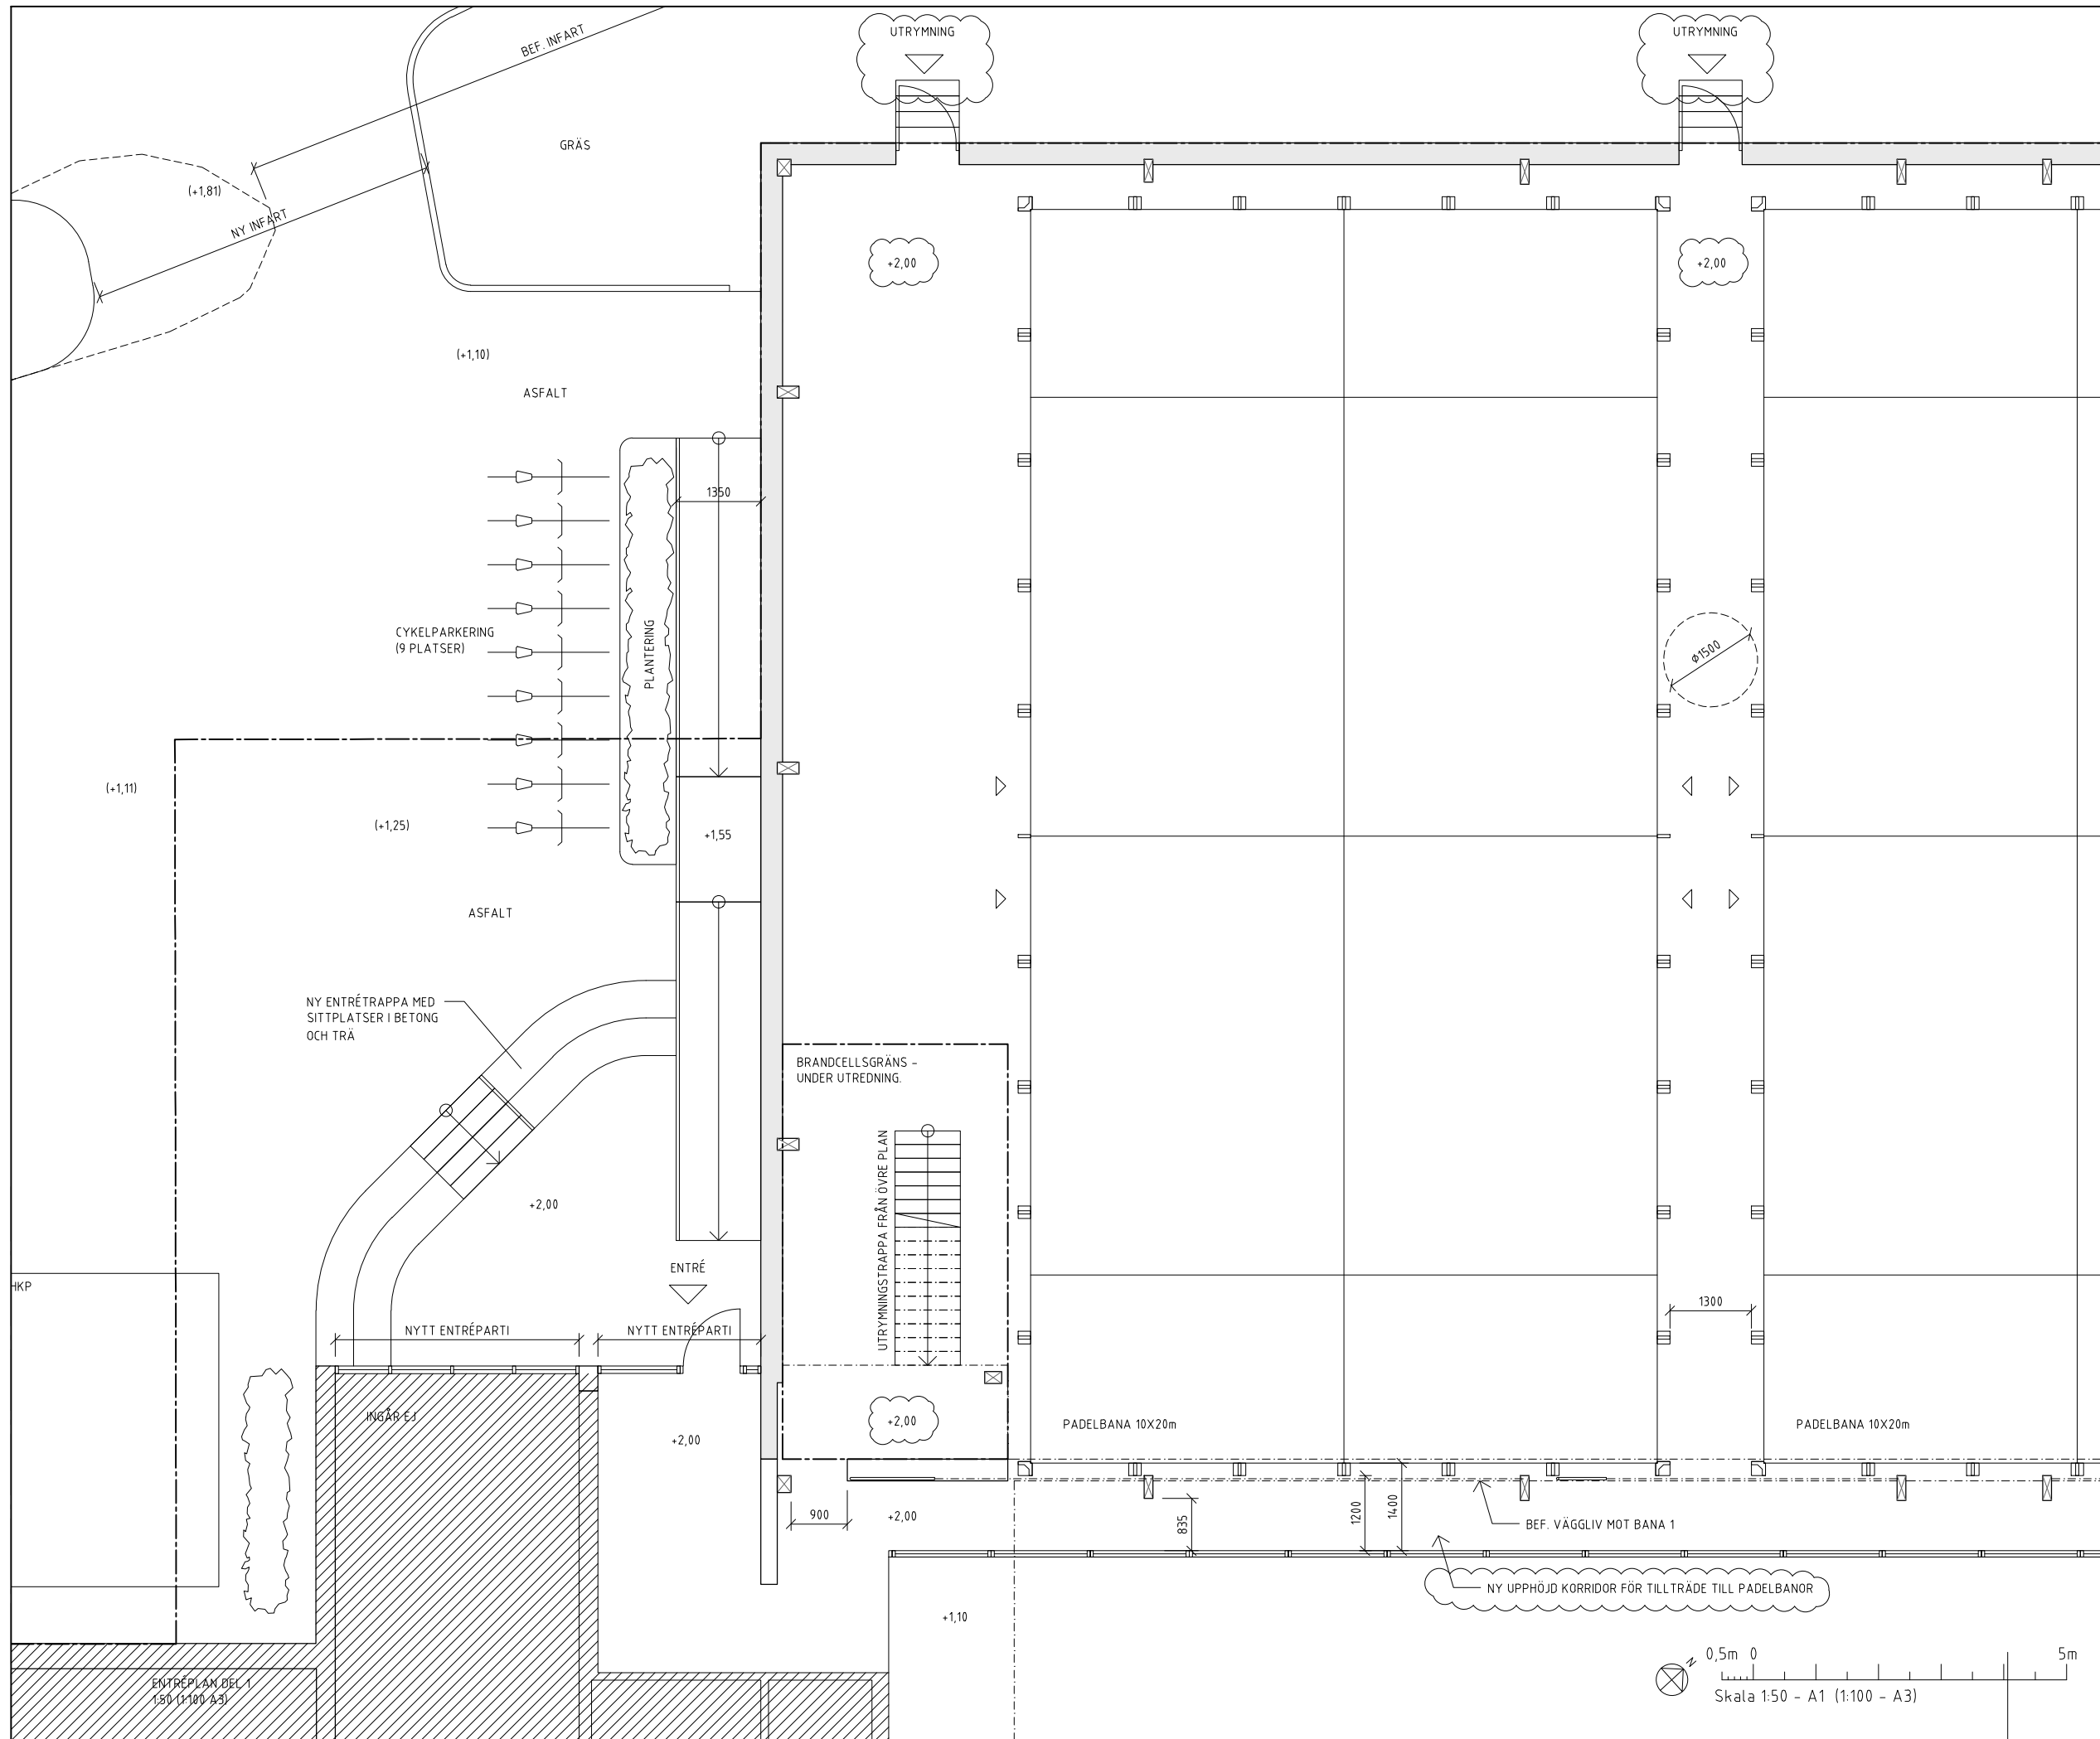 UTRYMNING
UTRYMNING
BEF. INFART
GRÄS
(+1,81)
NY INFART
+2,00
+2,00
(+1,10)
ASFALT
1350
CYKELPARKERING
(9 PLATSER)
PLANTERING
Ø1500
(+1,11)
(+1,25)
+1,55
ASFALT
NY ENTRÉTRAPPA MED
SITTPLATSER I BETONG
OCH TRÄ
BRANDCELLSGRÄNS -
UNDER UTREDNING.
UTRYMNINGSTRAPPA FRÅN ÖVRE PLAN
+2,00
ENTRÉ
HKP
1300
NYTT ENTRÉPARTI
NYTT ENTRÉPARTI
INGÅR EJ
+2,00
+2,00
PADELBANA 10X20m
PADELBANA 10X20m
900
+2,00
835
1200
1400
BEF. VÄGGLIV MOT BANA 1
NY UPPHÖJD KORRIDOR FÖR TILLTRÄDE TILL PADELBANOR
+1,10
ENTRÉPLAN DEL 1
1:50 (1:100 A3)
N
0,5m 0 5m
Skala 1:50 - A1 (1:100 - A3)